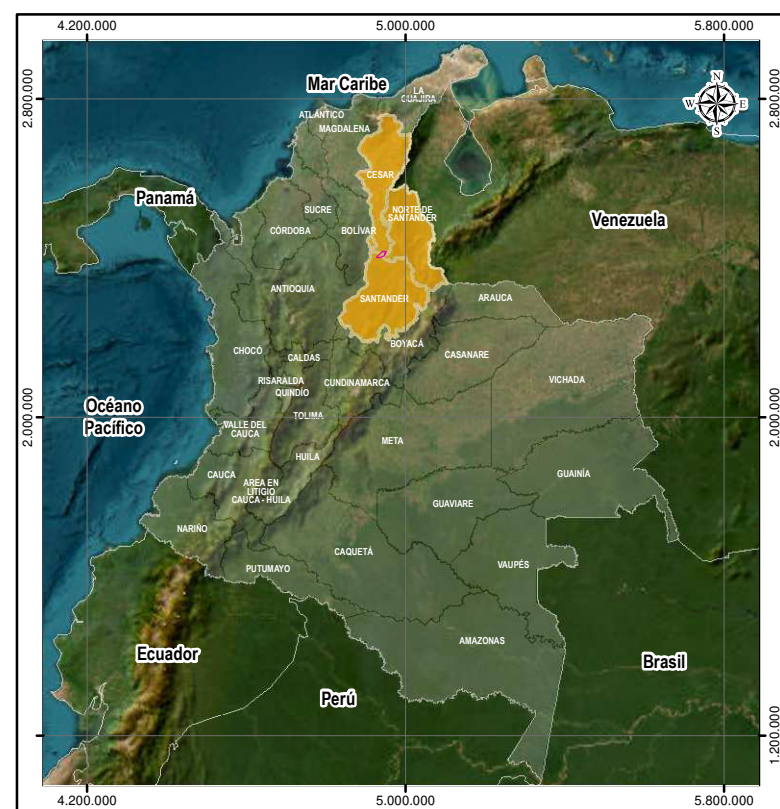 4.200.000
5.000.000
5.800.000
2.800.000
2.800.000
Mar Caribe
LA
GUAJIRA
N
W
E
S
ATLÁNTICO
MAGDALENA
CESAR
Panamá
SUCRE
NORTE DE
SANTANDER
Venezuela
CÓRDOBA
BOLÍVAR
ANTIOQUIA
SANTANDER
ARAUCA
BOYACÁ
CHOCÓ
CALDAS
CASANARE
RISARALDA
CUNDINAMARCA
VICHADA
QUINDÍO
Océano
Pacífico
TOLIMA
2.000.000
2.000.000
VALLE DEL
CAUCA
META
HUILA
CAUCA
AREA EN
LITIGIO
CAUCA - HUILA
GUAINÍA
GUAVIARE
NARIÑO
CAQUETÁ
PUTUMAYO
VAUPÉS
AMAZONAS
Ecuador
Perú
Brasil
1.200.000
1.200.000
4.200.000
5.000.000
5.800.000